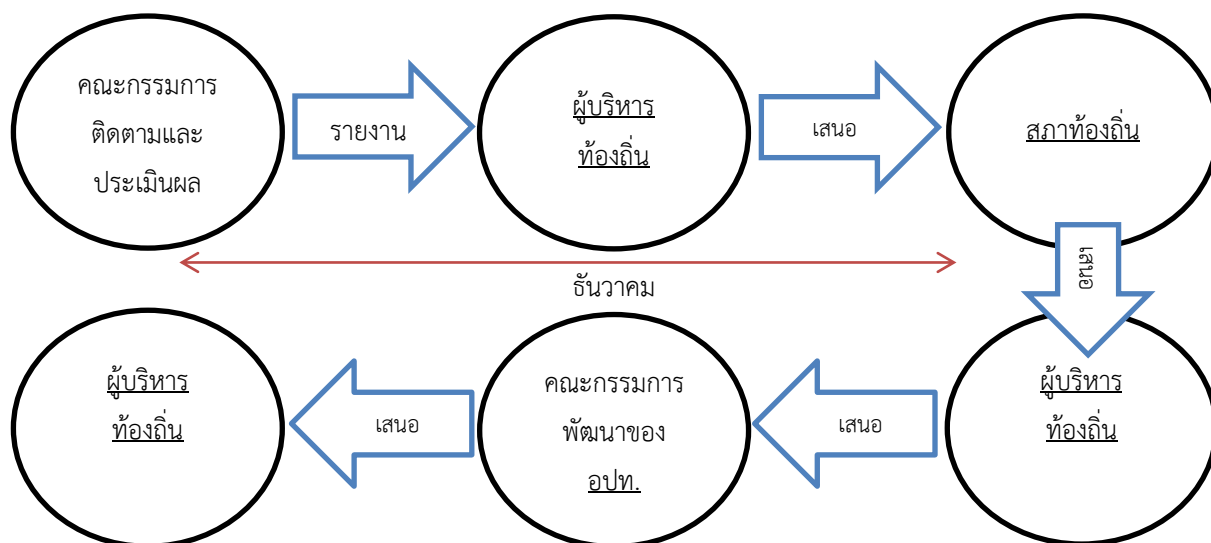 คณะกรรมการ
ติดตามและ
ประเมินผล
รายงาน
ผู้บริหาร
ท้องถิ่น
เสนอ
สภาท้องถิ่น
เสนอ
ธันวาคม
ผู้บริหาร
ท้องถิ่น
เสนอ
คณะกรรมการ
พัฒนาของ
อปท.
เสนอ
ผู้บริหาร
ท้องถิ่น